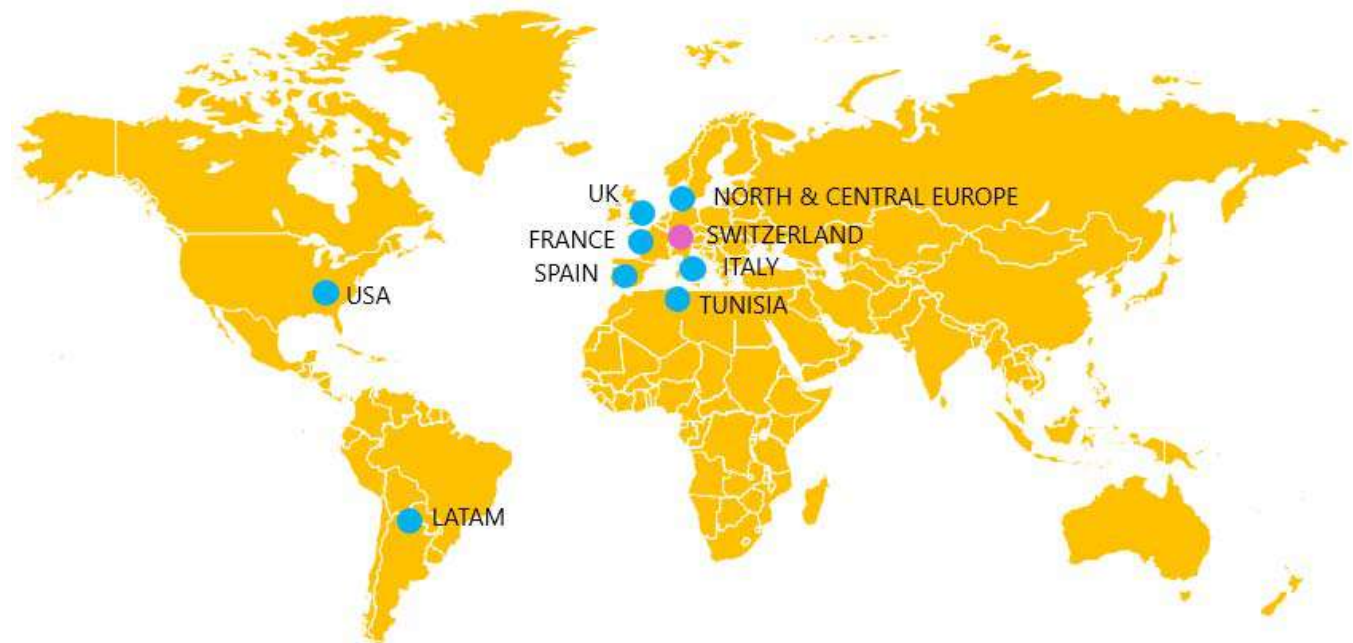 UK
NORTH & CENTRAL EUROPE
FRANCE
SWITZERLAND
SPAIN
ITALY
USA
TUNISIA
LATAM